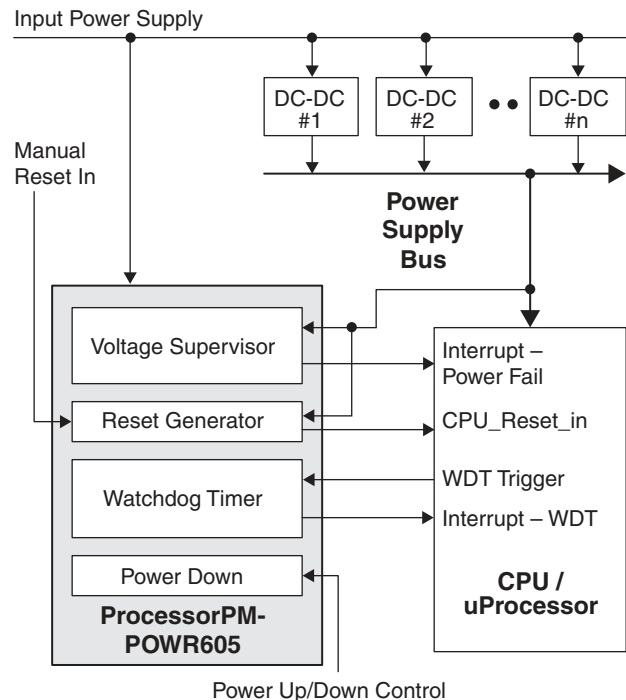 Input Power Supply
DC-DC
#1
DC-DC
#2
DC-DC
#n
Manual
Reset In
Power
Supply
Bus
Voltage Supervisor
Reset Generator
Watchdog Timer
Power Down
ProcessorPM-
POWR605
Interrupt –
Power Fail
CPU_Reset_in
WDT Trigger
Interrupt – WDT
CPU /
uProcessor
Power Up/Down Control